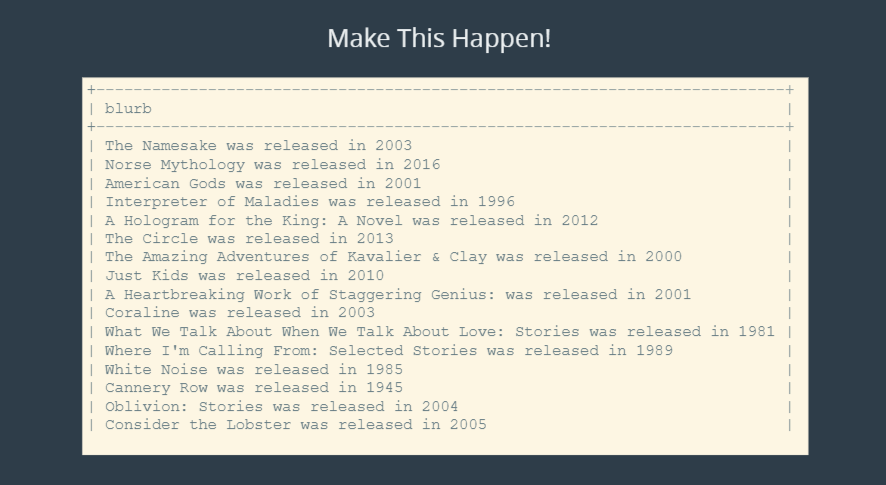 Make This Happen!
+--------------------------------------------------------------------------+
| blurb |
+--------------------------------------------------------------------------+
| The Namesake was released in 2003 |
| Norse Mythology was released in 2016 |
| American Gods was released in 2001 |
| Interpreter of Maladies was released in 1996 |
| A Hologram for the King: A Novel was released in 2012 |
| The Circle was released in 2013 |
| The Amazing Adventures of Kavalier & Clay was released in 2000 |
| Just Kids was released in 2010 |
| A Heartbreaking Work of Staggering Genius: was released in 2001 |
| Coraline was released in 2003 |
| What We Talk About When We Talk About Love: Stories was released in 1981 |
| Where I'm Calling From: Selected Stories was released in 1989 |
| White Noise was released in 1985 |
| Cannery Row was released in 1945 |
| Oblivion: Stories was released in 2004 |
| Consider the Lobster was released in 2005 |